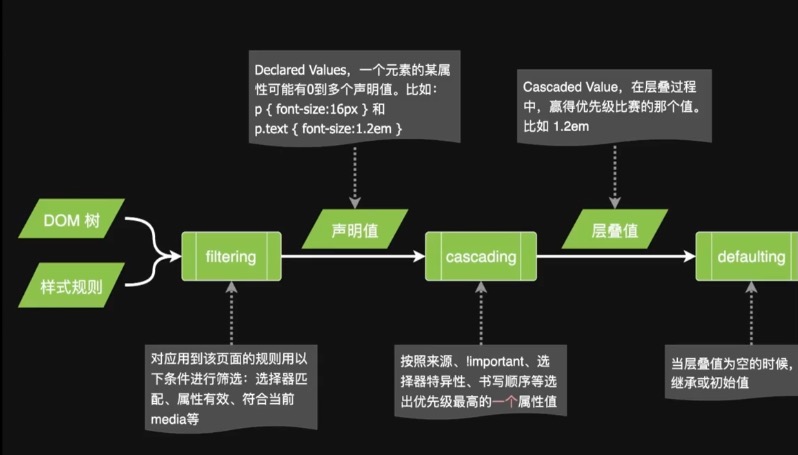 Declared Values，一个元素的某属
性可能有0到多个声明值。比如：
p { font-size:16px } 和
p.text { font-size:1.2em }
Cascaded Value，在层叠过程
中，赢得优先级比赛的那个值。
比如 1.2em
DOM 树
样式规则
filtering
声明值
cascading
层叠值
defaulting
对应用到该页面的规则用以
下条件进行筛选：选择器匹
配、属性有效、符合当前
media等
按照来源、!important、选
择器特异性、书写顺序等选
出优先级最高的一个属性值
当层叠值为空的时候，
继承或初始值